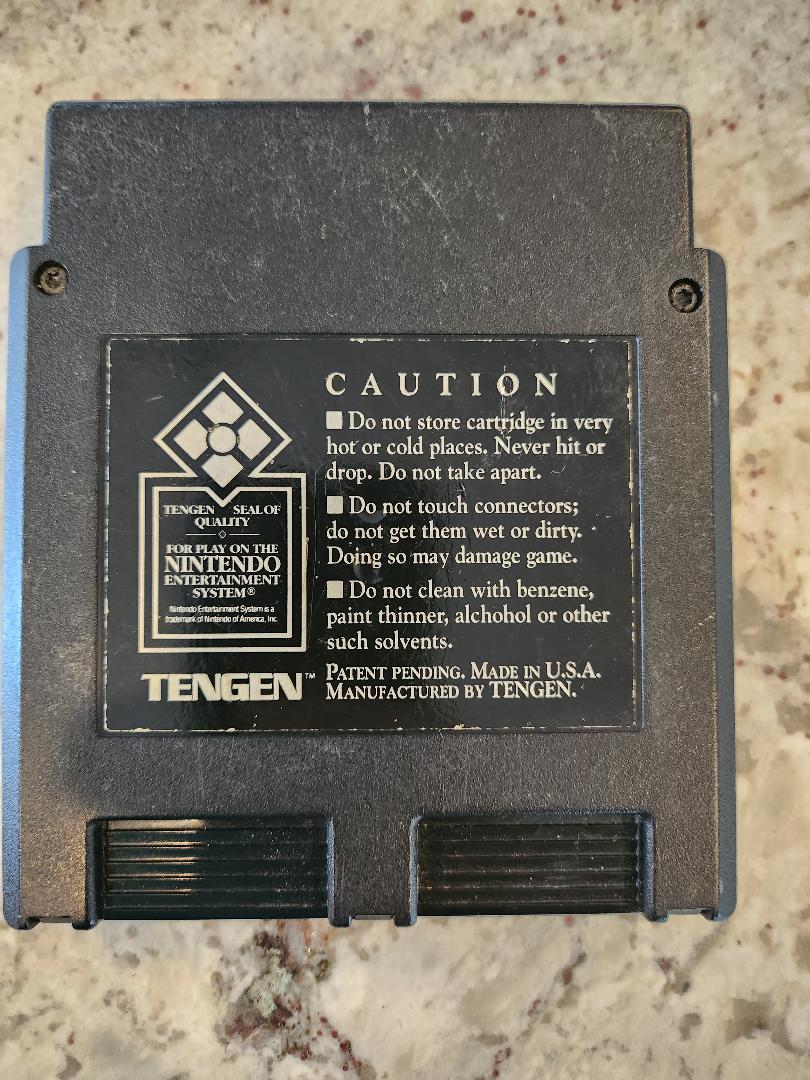 CAUTION
Do not store cartridge in very
hot or cold places. Never hit or
drop. Do not take apart.
Do not touch connectors;
do not get them wet or dirty.
Doing so may damage game.
Do not clean with benzene,
paint thinner, alchohol or other
such solvents.
PATENT PENDING. MADE IN U.S.A.
MANUFACTURED BY TENGEN.
TENGEN SEAL OF
QUALITY
FOR PLAY ON THE
NINTENDO
ENTERTAINMENT
SYSTEM®
Nintendo Entertainment System is a
trademark of Nintendo of America, Inc.
TENGEN™